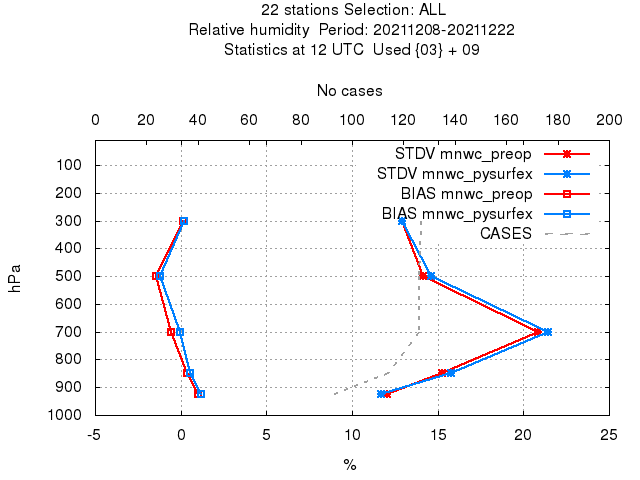 22 stations Selection: ALL
Relative humidity  Period: 20211208-20211222
Statistics at 12 UTC  Used {03} + 09
No cases
0 20 40 60 80 100 120 140 160 180 200
STDV mnwc_preop
STDV mnwc_pysurfex
BIAS mnwc_preop
BIAS mnwc_pysurfex
CASES
hPa
100
200
300
400
500
600
700
800
900
1000
-5 0 5 10 15 20 25
%